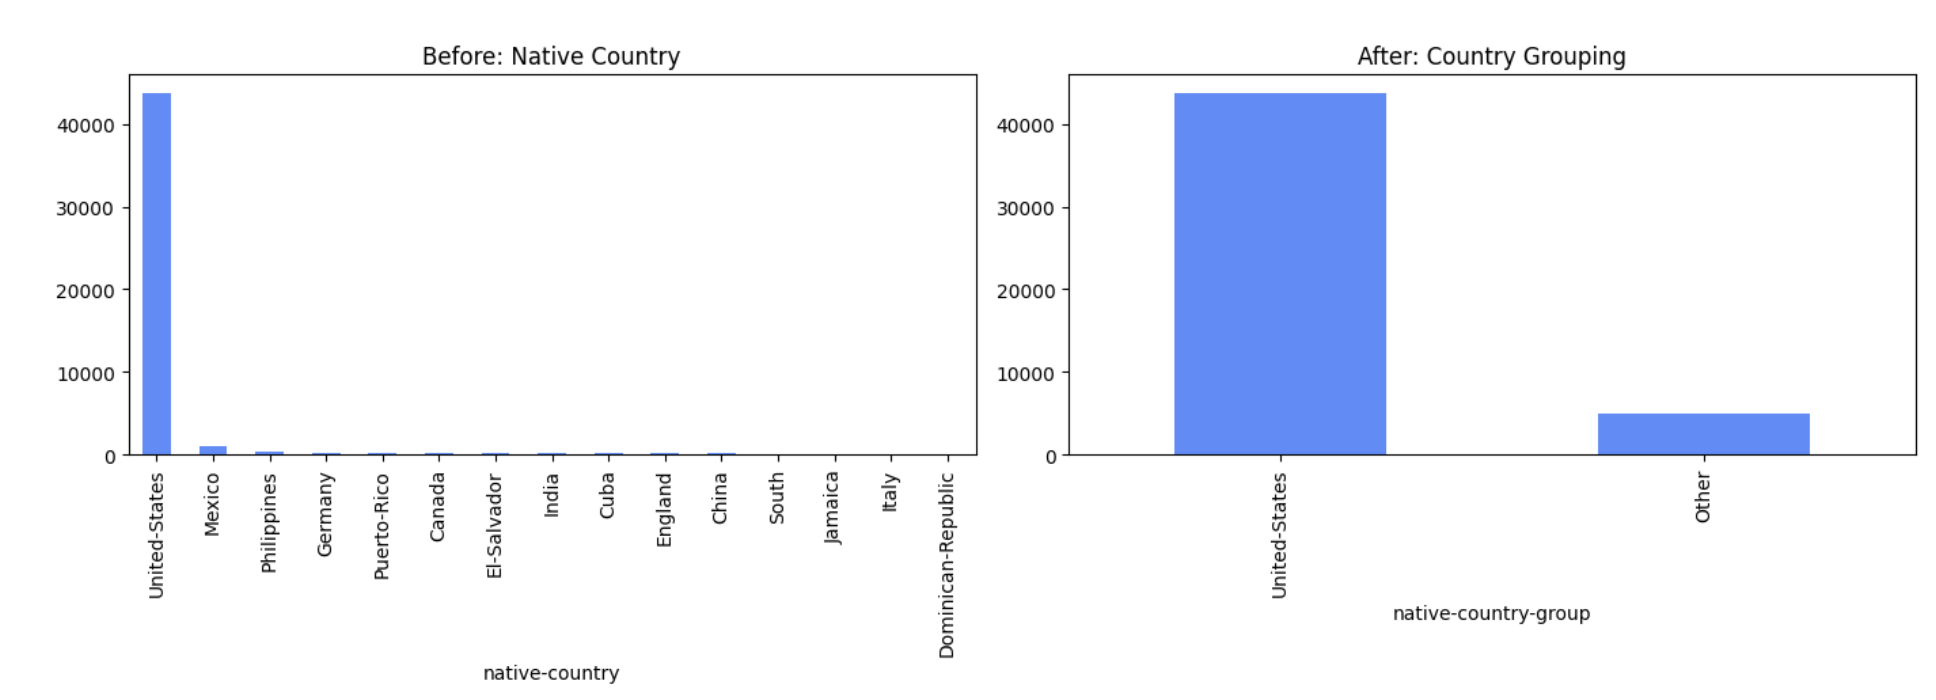 Before: Native Country
40000
30000
20000
10000
0
United-States
Mexico
Philippines
Germany
Puerto-Rico
Canada
El-Salvador
India
Cuba
England
China
South
Jamaica
Italy
Dominican-Republic
native-country
After: Country Grouping
40000
30000
20000
10000
0
United-States
Other
native-country-group